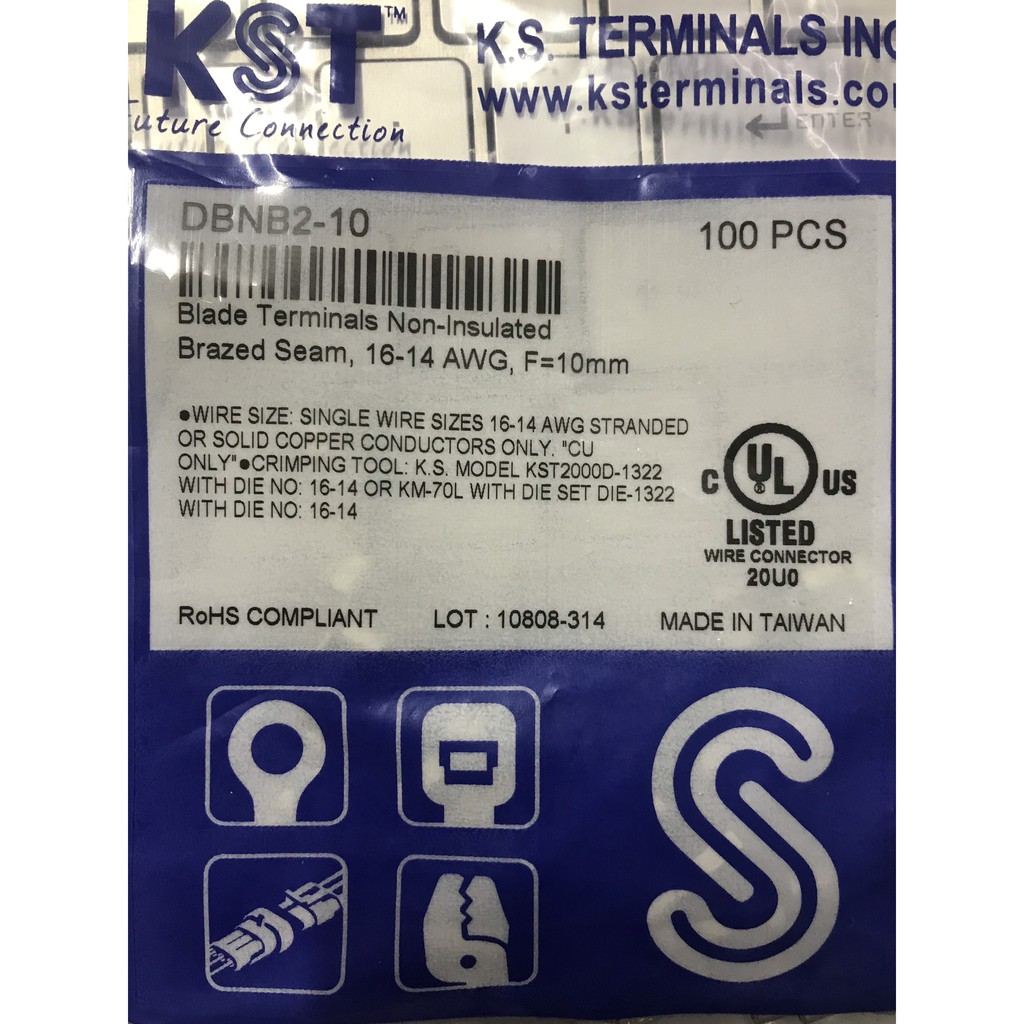 KST™
K.S. TERMINALS INC
www.ksterminals.co
Future Connection
ENTER
DBNB2-10
100 PCS
Blade Terminals Non-Insulated
Brazed Seam, 16-14 AWG, F=10mm
●WIRE SIZE: SINGLE WIRE SIZES 16-14 AWG STRANDED
OR SOLID COPPER CONDUCTORS ONLY. "CU
ONLY"●CRIMPING TOOL: K.S. MODEL KST2000D-1322
WITH DIE NO: 16-14 OR KM-70L WITH DIE SET DIE-1322
WITH DIE NO: 16-14
C UL ® US
LISTED
WIRE CONNECTOR
20U0
RoHS COMPLIANT
LOT : 10808-314
MADE IN TAIWAN
S